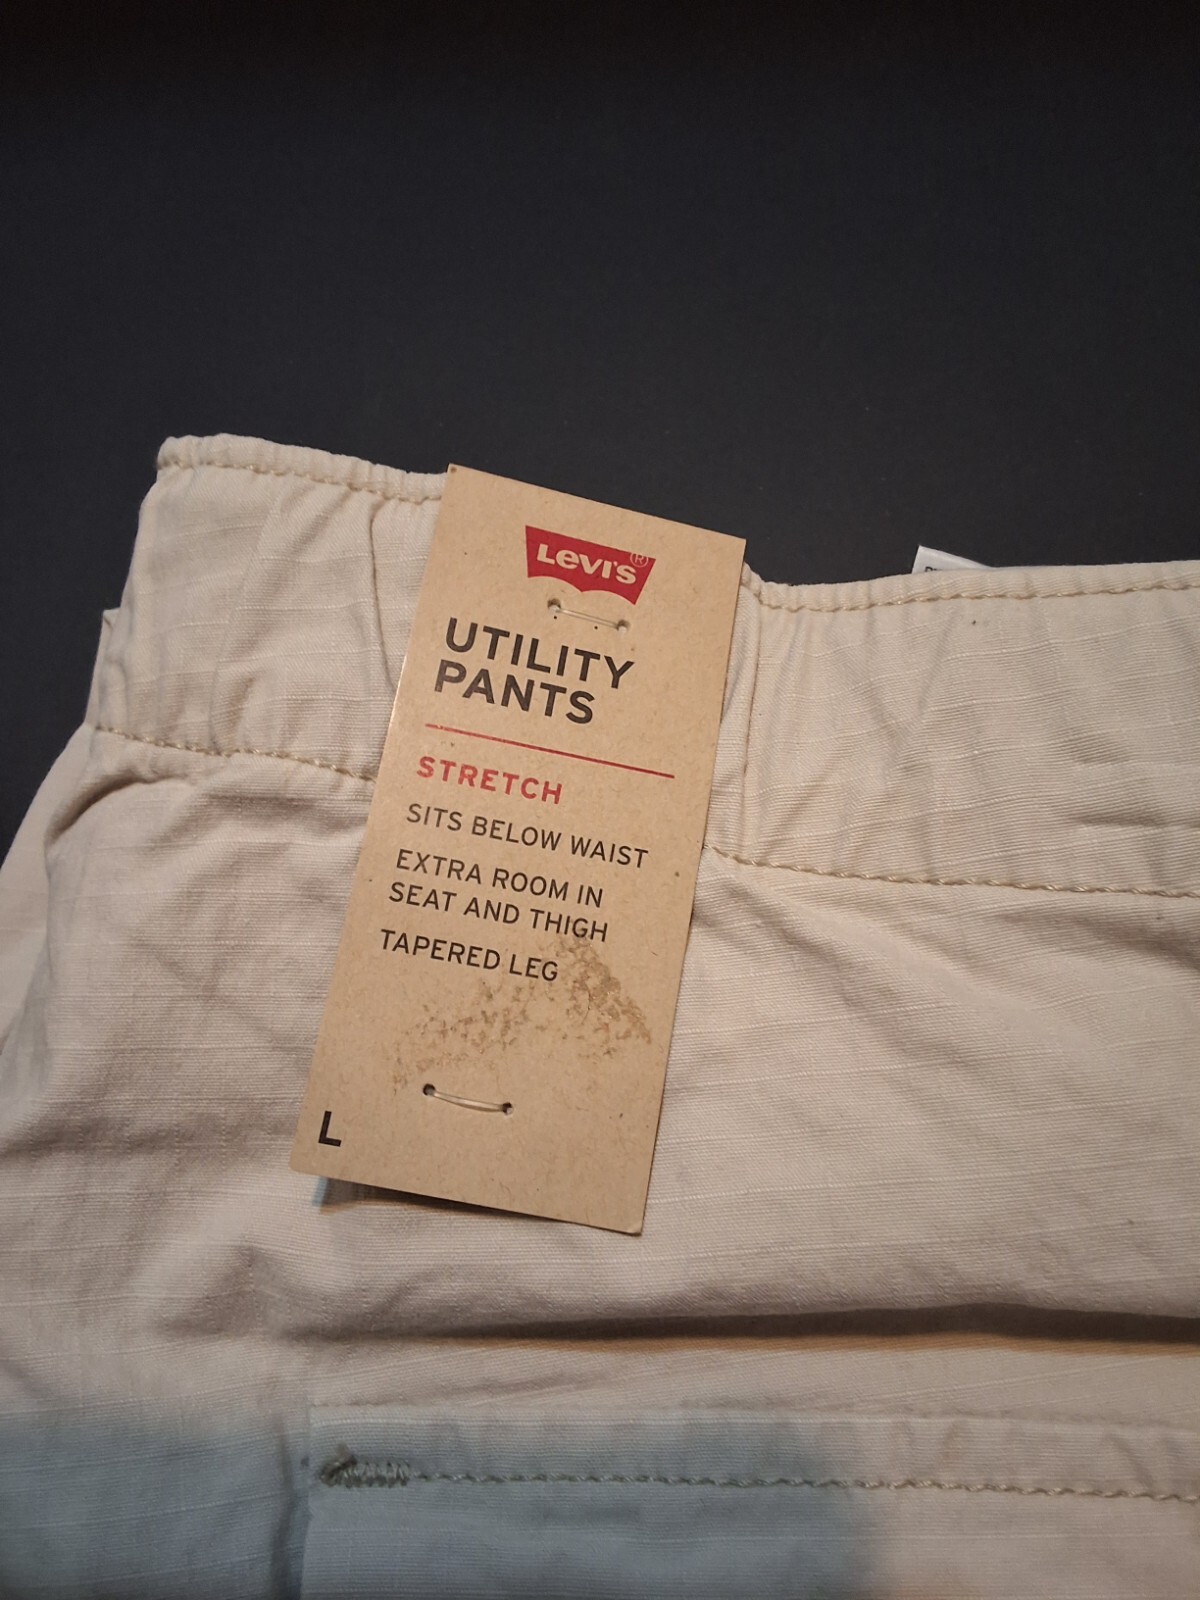 Levi's®
UTILITY
PANTS
STRETCH
SITS BELOW WAIST
EXTRA ROOM IN
SEAT AND THIGH
TAPERED LEG
L